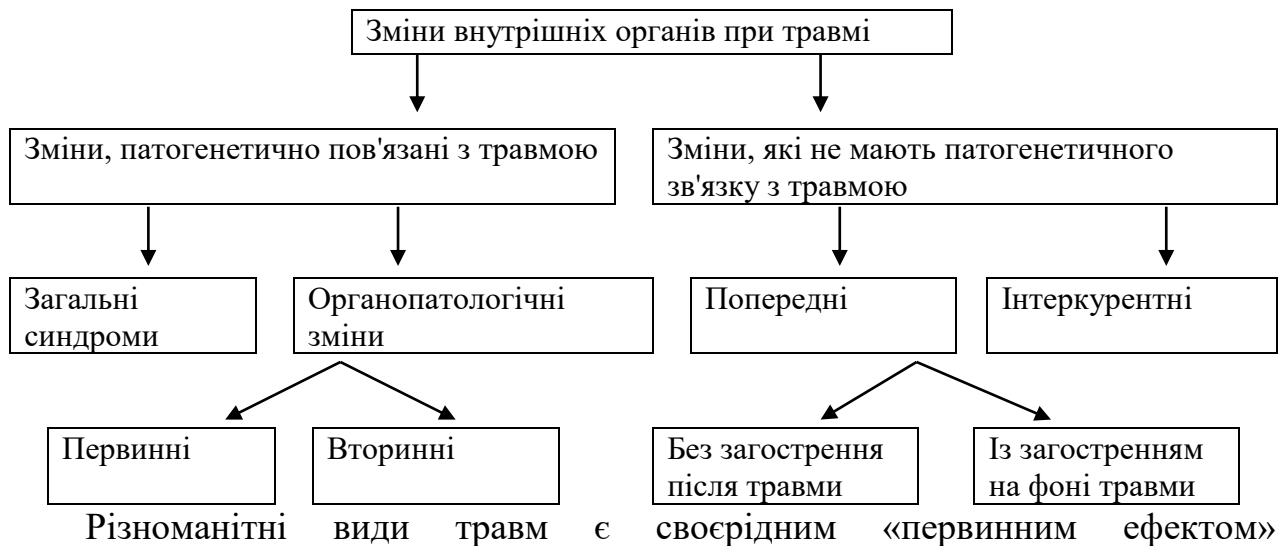 Зміни внутрішніх органів при травмі
Зміни, патогенетично пов'язані з травмою
Зміни, які не мають патогенетичного
зв'язку з травмою
Загальні
синдроми
Органопатологічні
зміни
Попередні
Інтеркурентні
Первинні
Вторинні
Без загострення
після травми
Із загостренням
на фоні травми
Різноманітні види травм є своєрідним «первинним ефектом»